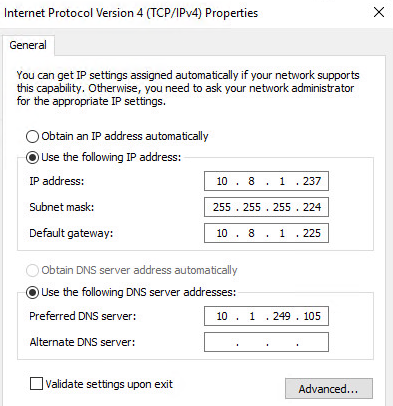 Internet Protocol Version 4 (TCP/IPv4) Properties
General
You can get IP settings assigned automatically if your network supports
this capability. Otherwise, you need to ask your network administrator
for the appropriate IP settings.
Obtain an IP address automatically
Use the following IP address:
IP address: 10 . 8 . 1 . 237
Subnet mask: 255 . 255 . 255 . 224
Default gateway: 10 . 8 . 1 . 225
Obtain DNS server address automatically
Use the following DNS server addresses:
Preferred DNS server: 10 . 1 . 249 . 105
Alternate DNS server: . . .
Validate settings upon exit
Advanced...